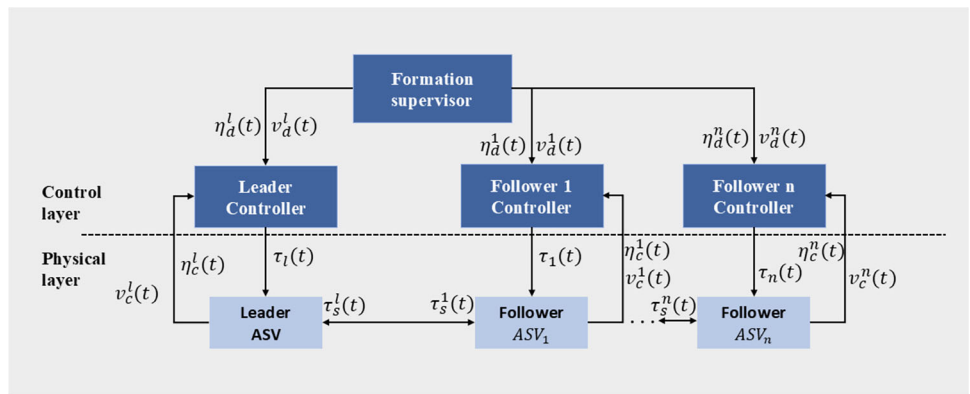 Formation
supervisor
η_d^l(t) v_d^l(t)
η_d^1(t) v_d^1(t)
η_d^n(t) v_d^n(t)
Control
layer
Leader
Controller
Follower 1
Controller
Follower n
Controller
Physical
layer
η_c^l(t)
v_c^l(t)
τ_l(t)
τ_1(t)
η_c^1(t)
v_c^1(t)
τ_n(t)
η_c^n(t)
v_c^n(t)
Leader
ASV
τ_s^l(t)
τ_s^1(t)
Follower
ASV_1
. . .
τ_s^n(t)
Follower
ASV_n